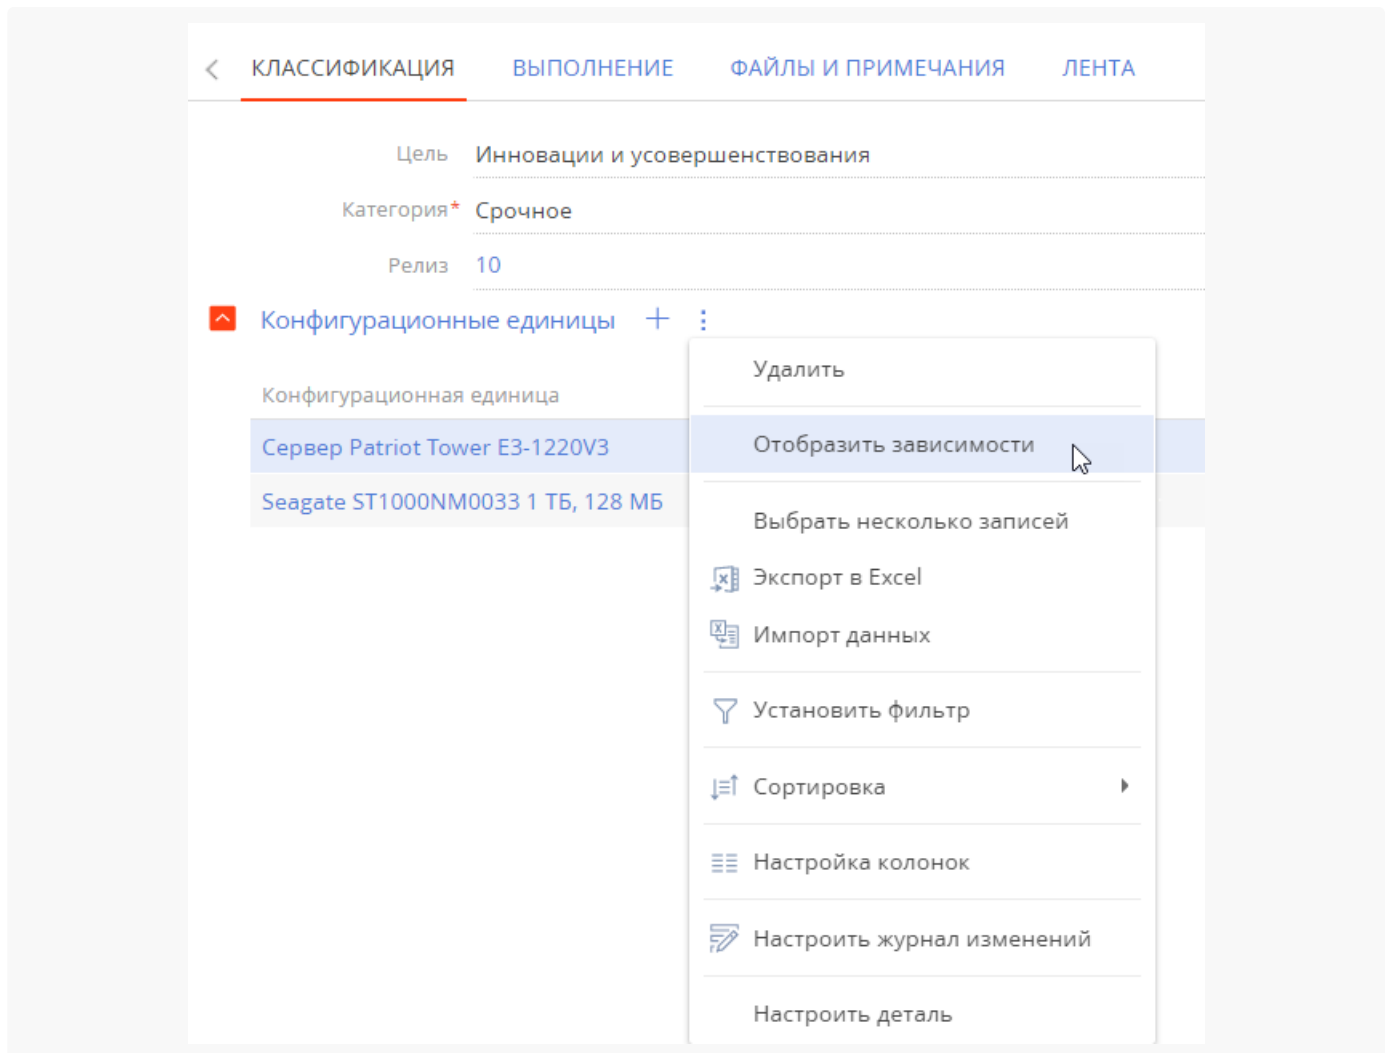 КЛАССИФИКАЦИЯ ВЫПОЛНЕНИЕ ФАЙЛЫ И ПРИМЕЧАНИЯ ЛЕНТА
Цель Инновации и усовершенствования
Категория* Срочное
Релиз 10
Конфигурационные единицы
Конфигурационная единица
Сервер Patriot Tower E3-1220V3
Seagate ST1000NM0033 1 ТБ, 128 МБ
Удалить
Отобразить зависимости
Выбрать несколько записей
Экспорт в Excel
Импорт данных
Установить фильтр
Сортировка
Настройка колонок
Настроить журнал изменений
Настроить деталь